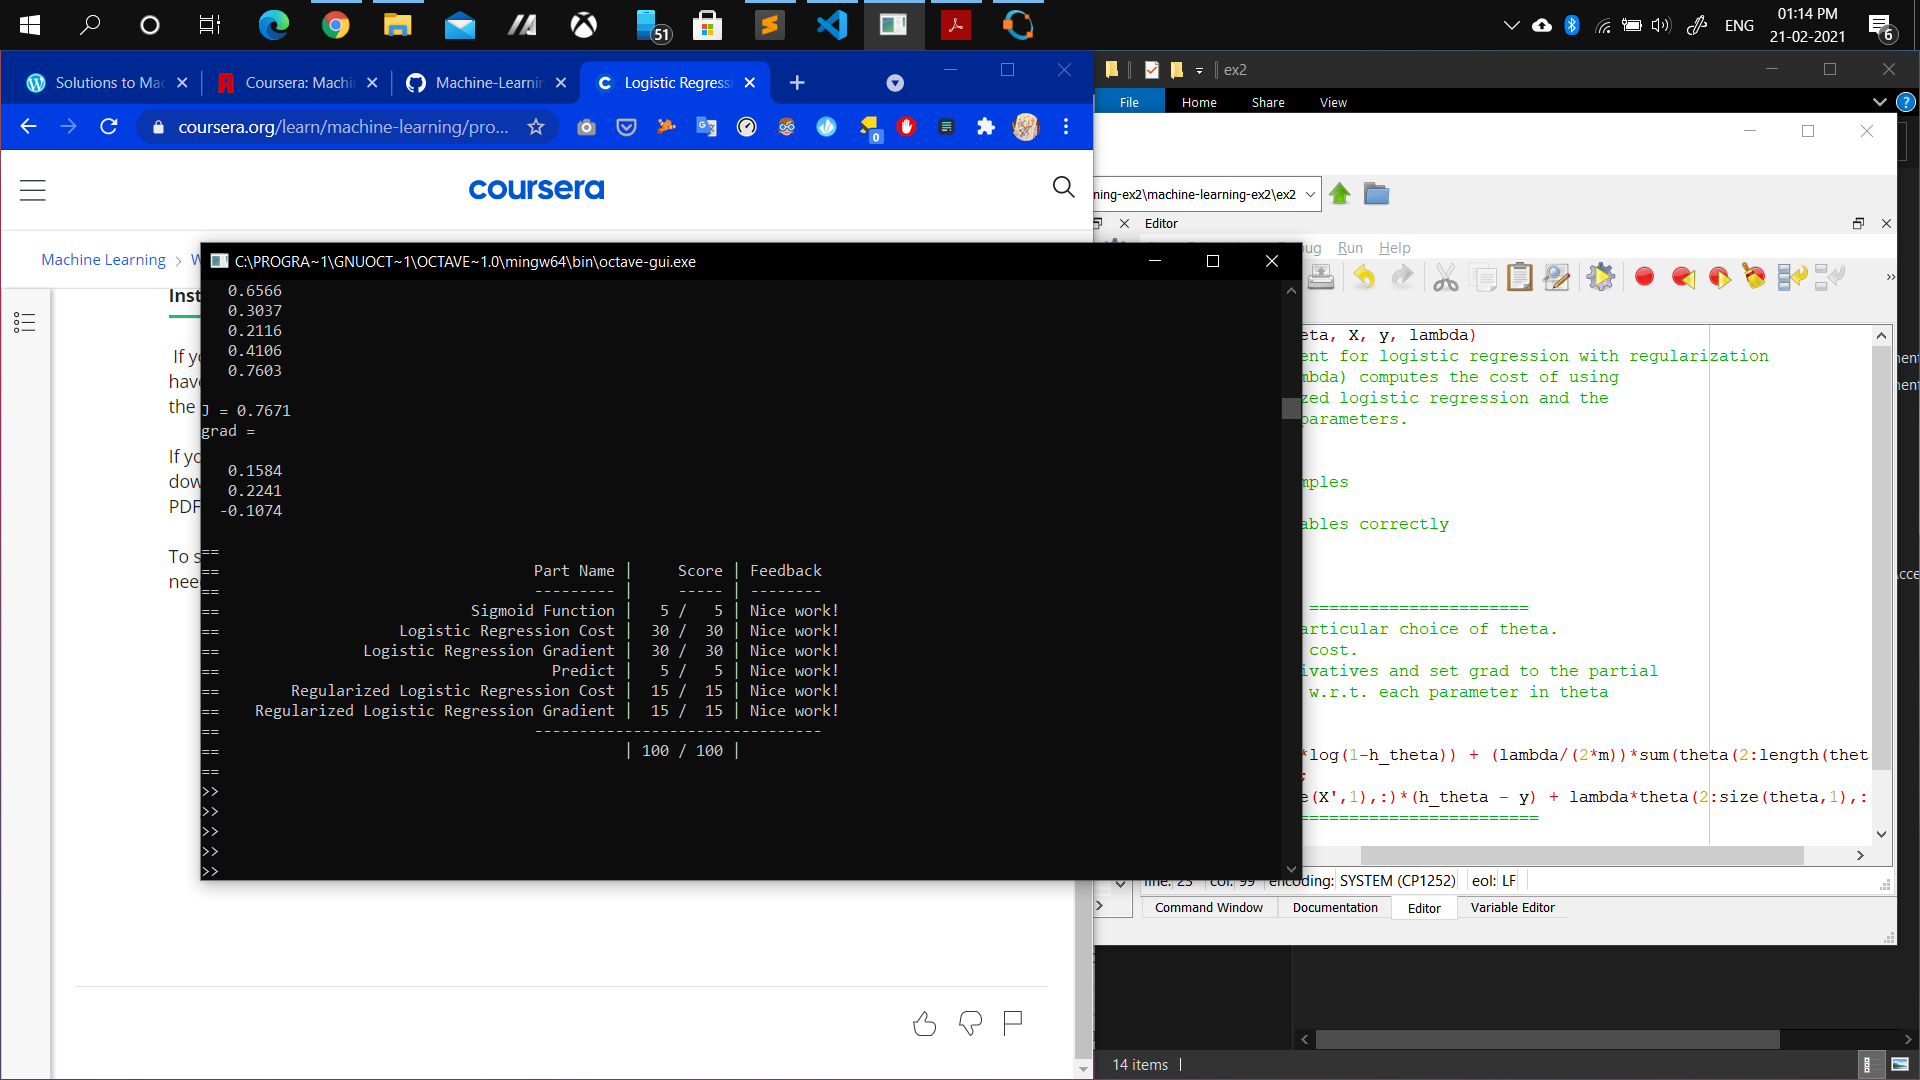 51
ENG
01:14 PM
21-02-2021
6
Solutions to Mac
Coursera: Machin
Machine-Learnin
Logistic Regressi
ex2
coursera.org/learn/machine-learning/pro...
0
File
Home
Share
View
coursera
ning-ex2\machine-learning-ex2\ex2
Editor
Machine Learning
Run
Help
C:\PROGRA~1\GNUOCT~1\OCTAVE~1.0\mingw64\bin\octave-gui.exe
Inst
If yo
have
the
If yo
dow
PDF
To s
nee
0.6566
0.3037
0.2116
0.4106
0.7603
J = 0.7671
grad =
0.1584
0.2241
-0.1074
==
== Part Name | Score | Feedback
== --------- | ----- | --------
== Sigmoid Function | 5 / 5 | Nice work!
== Logistic Regression Cost | 30 / 30 | Nice work!
== Logistic Regression Gradient | 30 / 30 | Nice work!
== Predict | 5 / 5 | Nice work!
== Regularized Logistic Regression Cost | 15 / 15 | Nice work!
== Regularized Logistic Regression Gradient | 15 / 15 | Nice work!
== --------------------------------
== | 100 / 100 |
==
>>
>>
>>
>>
>>
eta, X, y, lambda)
ent for logistic regression with regularization
mbda) computes the cost of using
zed logistic regression and the
parameters.
mples
ables correctly
======================
articular choice of theta.
cost.
ivatives and set grad to the partial
w.r.t. each parameter in theta
*log(1-h_theta)) + (lambda/(2*m))*sum(theta(2:length(thet
;
e(X',1),:)*(h_theta - y) + lambda*theta(2:size(theta,1),:
========================
line: 23 col: 99 encoding: SYSTEM (CP1252) eol: LF
Command Window
Documentation
Editor
Variable Editor
14 items